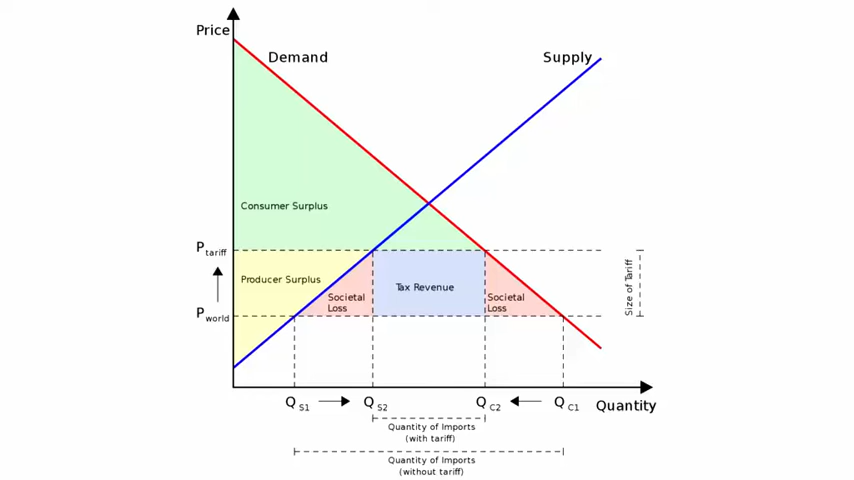 Price
Demand
Supply
Consumer Surplus
P tariff
Producer Surplus
Societal
Loss
Tax Revenue
Societal
Loss
Size of Tariff
P world
Q S1
Q S2
Q C2
Q C1
Quantity
Quantity of Imports
(with tariff)
Quantity of Imports
(without tariff)